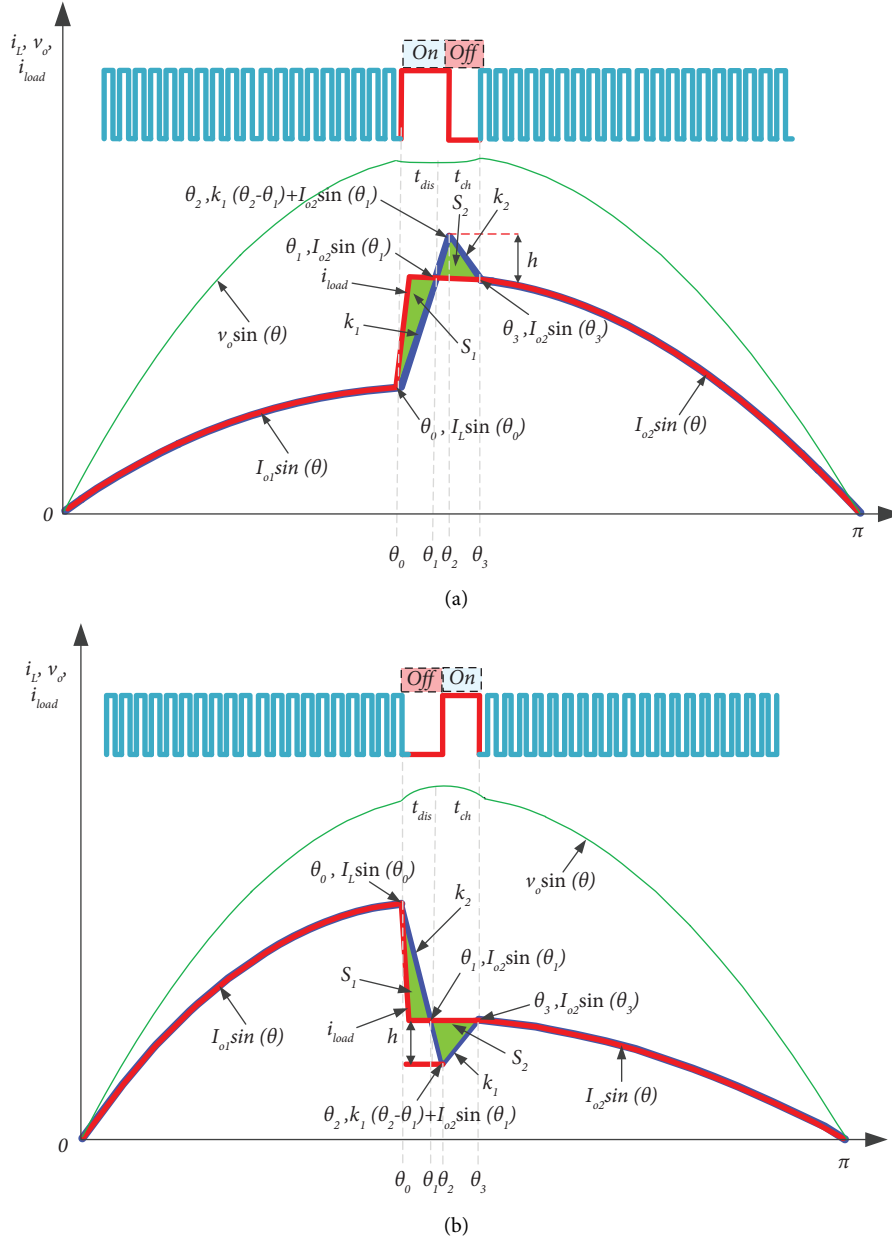 i_L, v_o,
i_load
On Off
t_dis t_ch
θ_2, k_1 (θ_2-θ_1)+I_o2 sin (θ_1)
S_2 k_2
θ_1, I_o2 sin (θ_1)
h
i_load
v_o sin (θ)
k_1
S_1
θ_3, I_o2 sin (θ_3)
θ_0, I_L sin (θ_0)
I_o2 sin (θ)
I_o1 sin (θ)
0
π
θ_0 θ_1 θ_2 θ_3
(a)
i_L, v_o,
i_load
Off On
t_dis t_ch
θ_0, I_L sin (θ_0)
k_2
v_o sin (θ)
θ_1, I_o2 sin (θ_1)
S_1
θ_3, I_o2 sin (θ_3)
I_o1 sin (θ)
i_load
h
S_2
k_1
I_o2 sin (θ)
θ_2, k_1 (θ_2-θ_1)+I_o2 sin (θ_1)
0
π
θ_0 θ_1 θ_2 θ_3
(b)